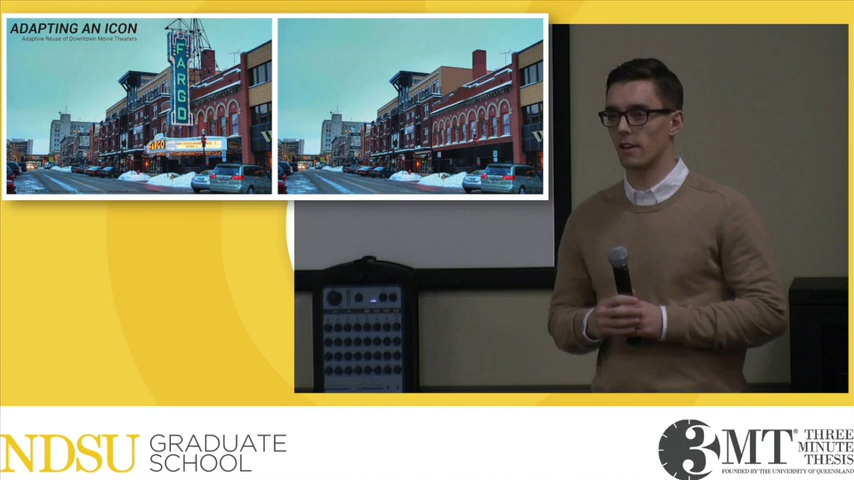 ADAPTING AN ICON
Adaptive Reuse of Downtown Movie Theaters
FARGO
FARGO
NDSU GRADUATE
SCHOOL
3MT® THREE
MINUTE
THESIS
FOUNDED BY THE UNIVERSITY OF QUEENSLAND